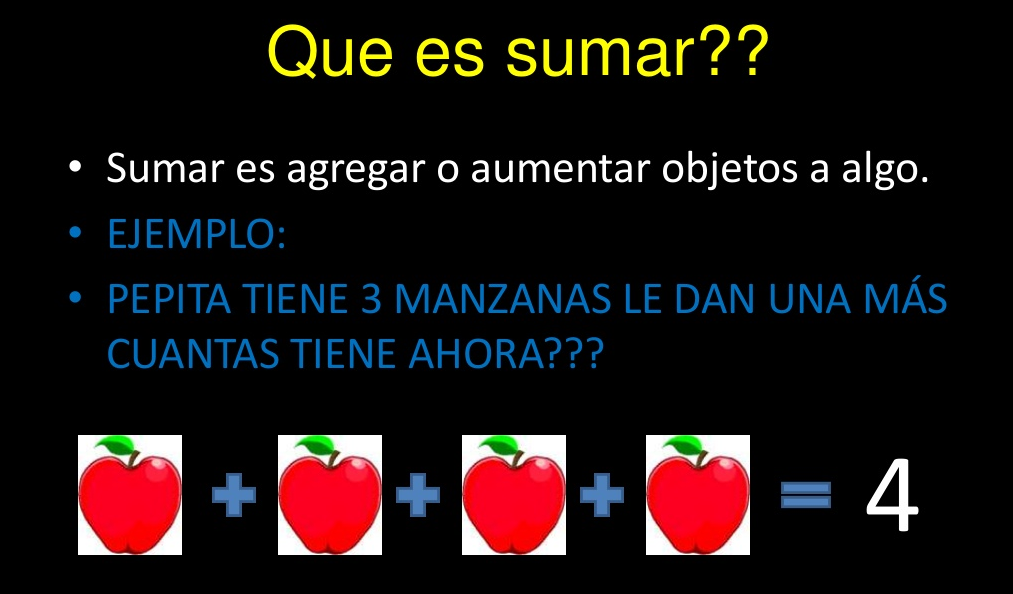 Que es sumar??
• Sumar es agregar o aumentar objetos a algo.
• EJEMPLO:
• PEPITA TIENE 3 MANZANAS LE DAN UNA MÁS
CUANTAS TIENE AHORA???
+ + + = 4